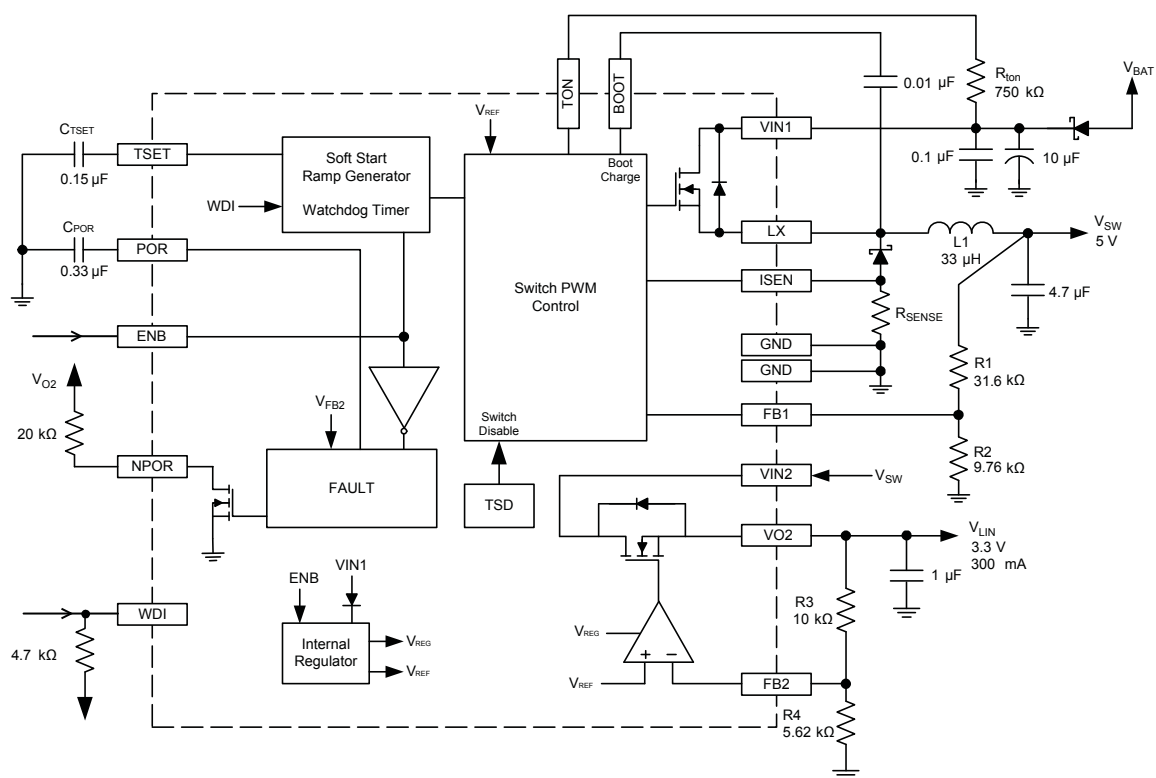 TON
BOOT
0.01 µF
Rton
750 kΩ
VBAT
VREF
CTSET
0.15 µF
TSET
Soft Start
Ramp Generator
Watchdog Timer
WDI
Boot
Charge
VIN1
0.1 µF
10 µF
CPOR
0.33 µF
POR
LX
L1
33 µH
VSW
5 V
4.7 µF
Switch PWM
Control
ISEN
RSENSE
ENB
GND
GND
R1
31.6 kΩ
VO2
20 kΩ
VFB2
Switch
Disable
FB1
NPOR
FAULT
TSD
VIN2
VSW
R2
9.76 kΩ
VO2
VLIN
3.3 V
300 mA
1 µF
ENB
VIN1
WDI
4.7 kΩ
Internal
Regulator
VREG
VREF
VREG
+ –
VREF
R3
10 kΩ
FB2
R4
5.62 kΩ